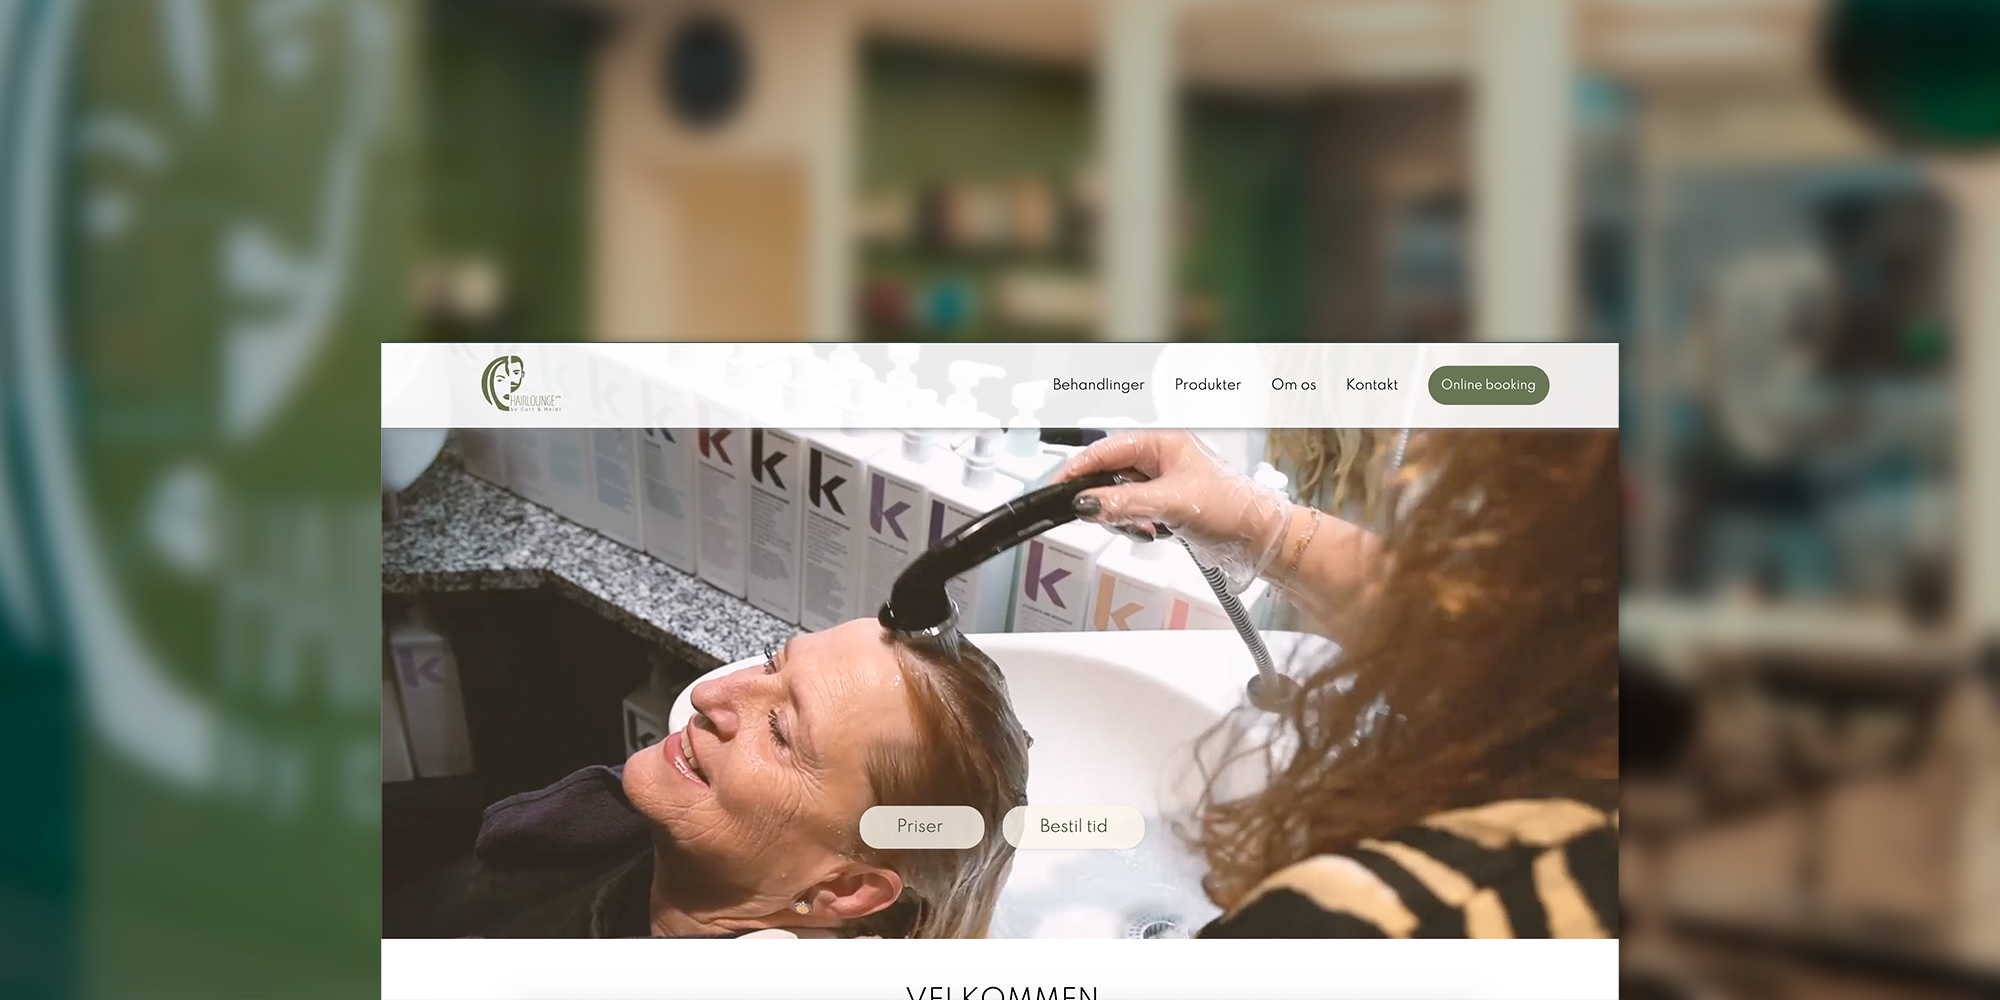 HAIRLOUNGE
by Curt & Heidi
Behandlinger
Produkter
Om os
Kontakt
Online booking
k
k
k
k
k
k
k
k
k
Priser
Bestil tid
VELKOMMEN